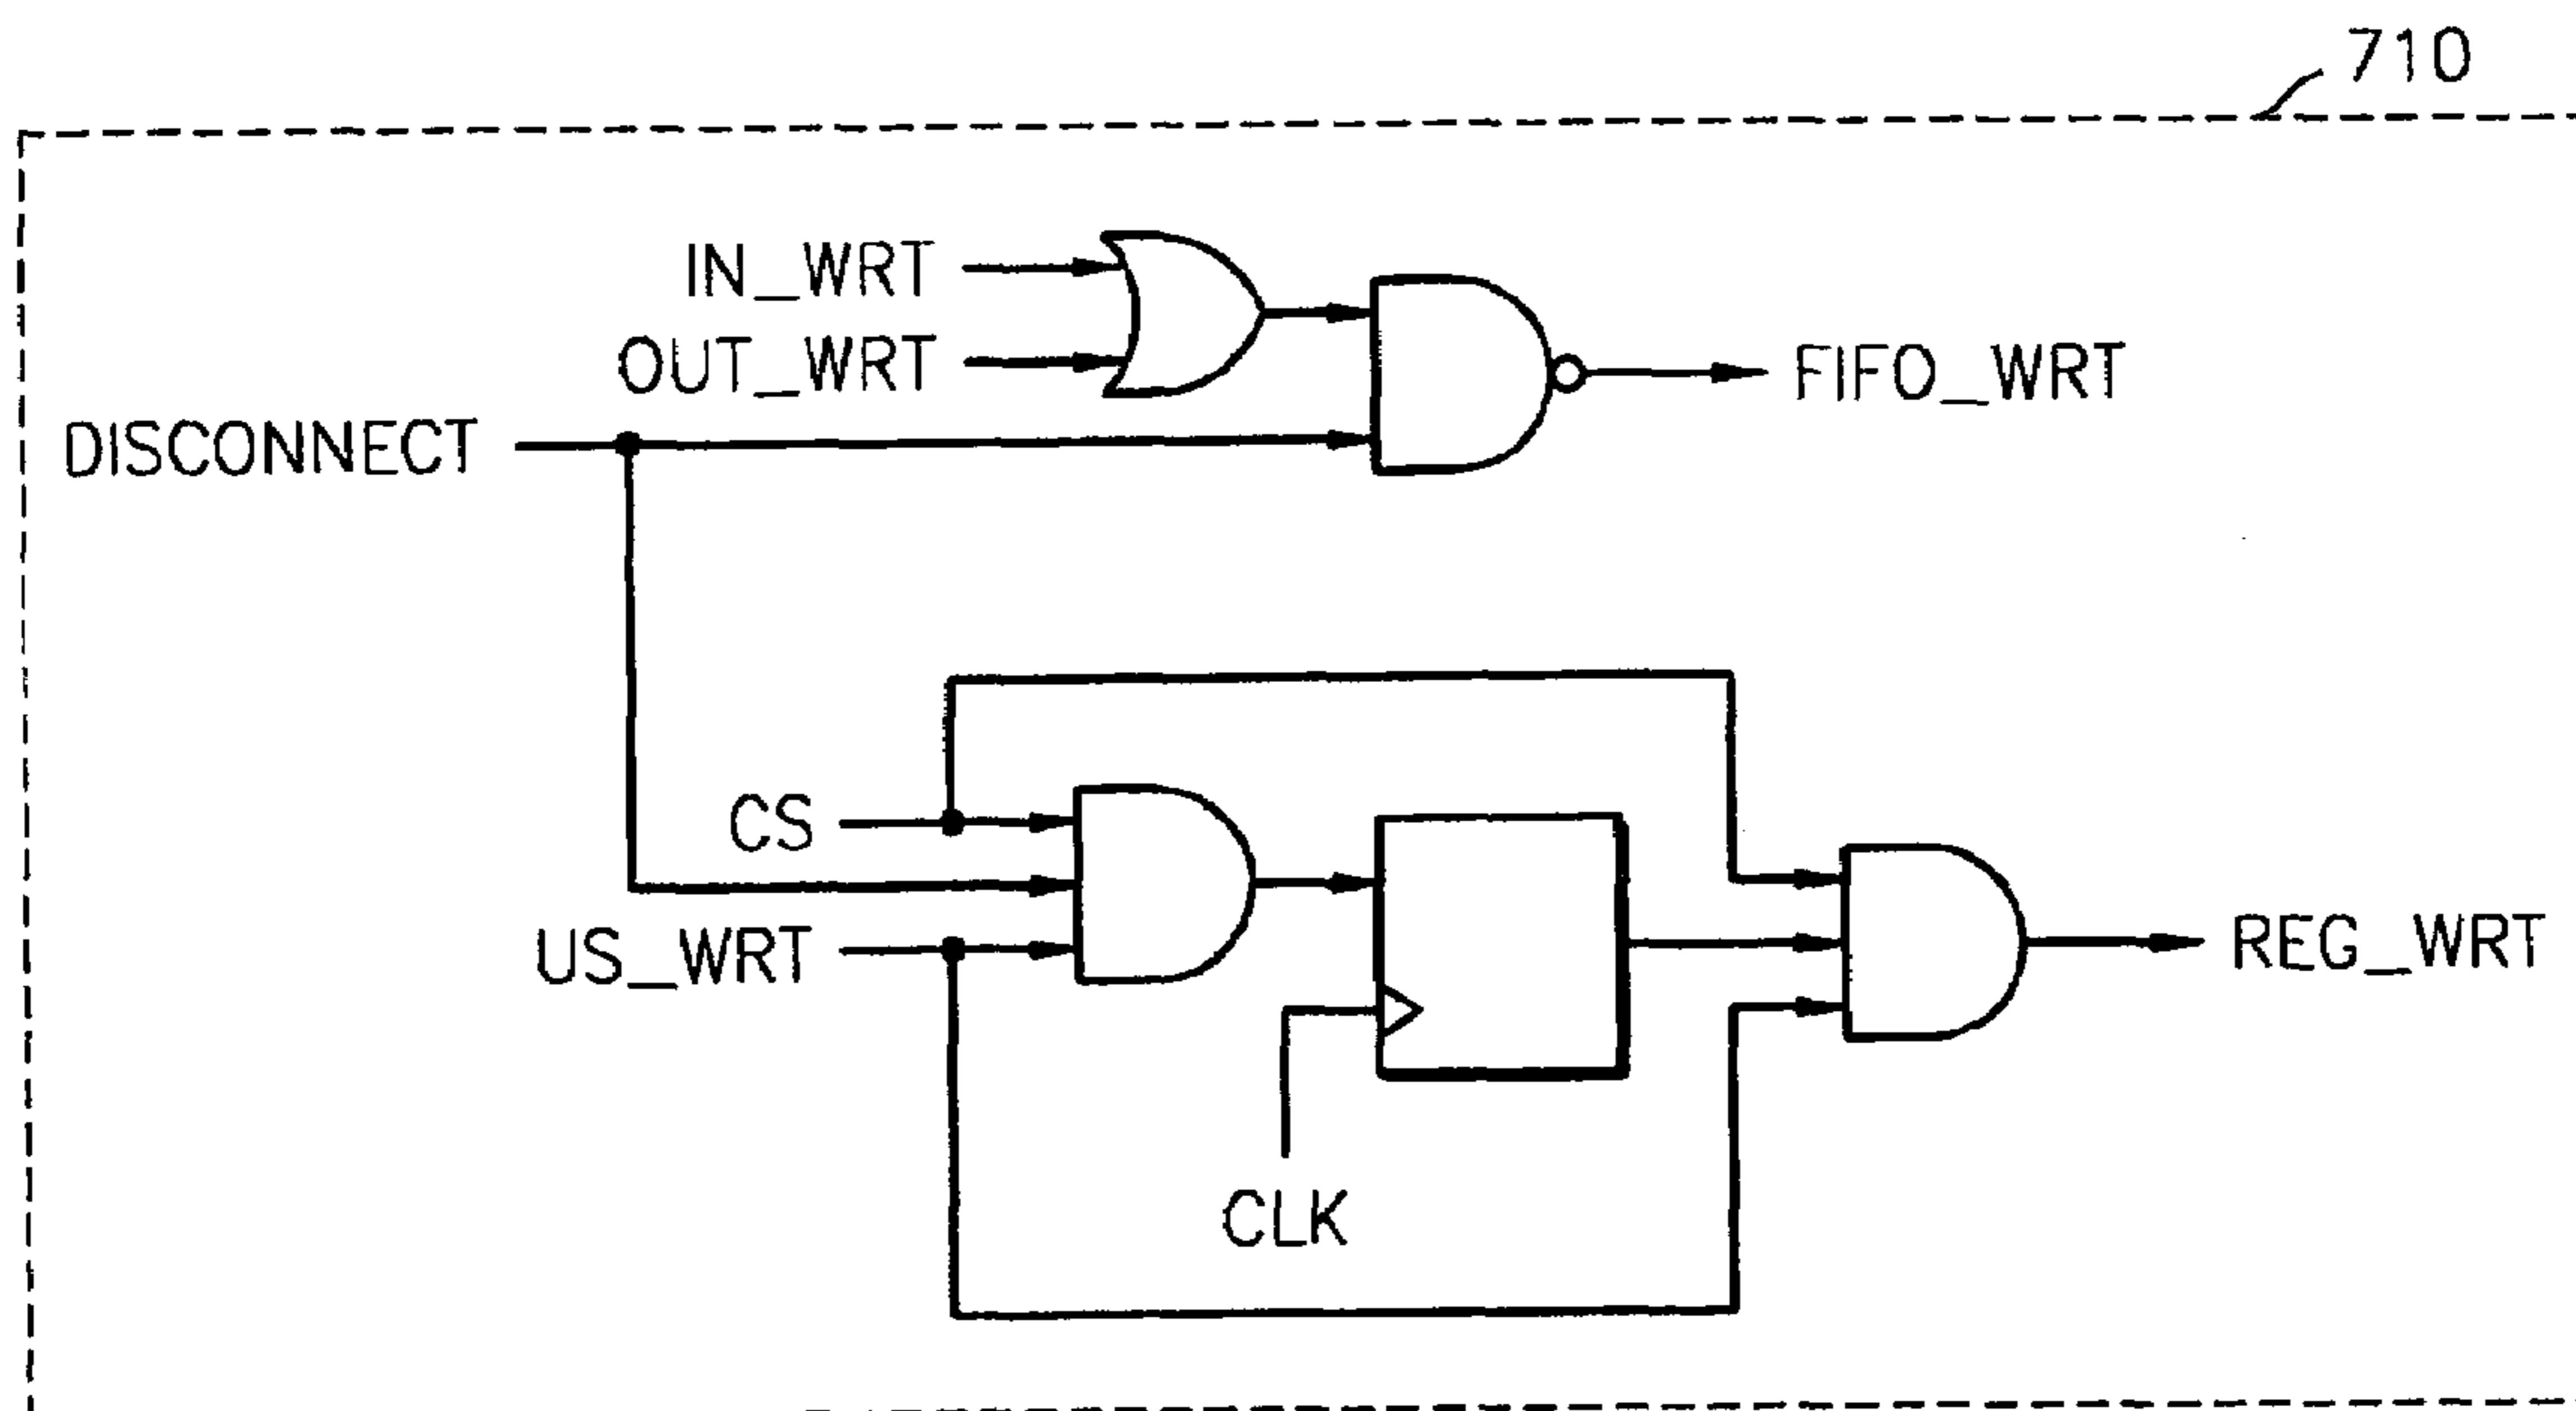 710
IN_WRT
OUT_WRT
FIFO_WRT
DISCONNECT
CS
US_WRT
REG_WRT
CLK